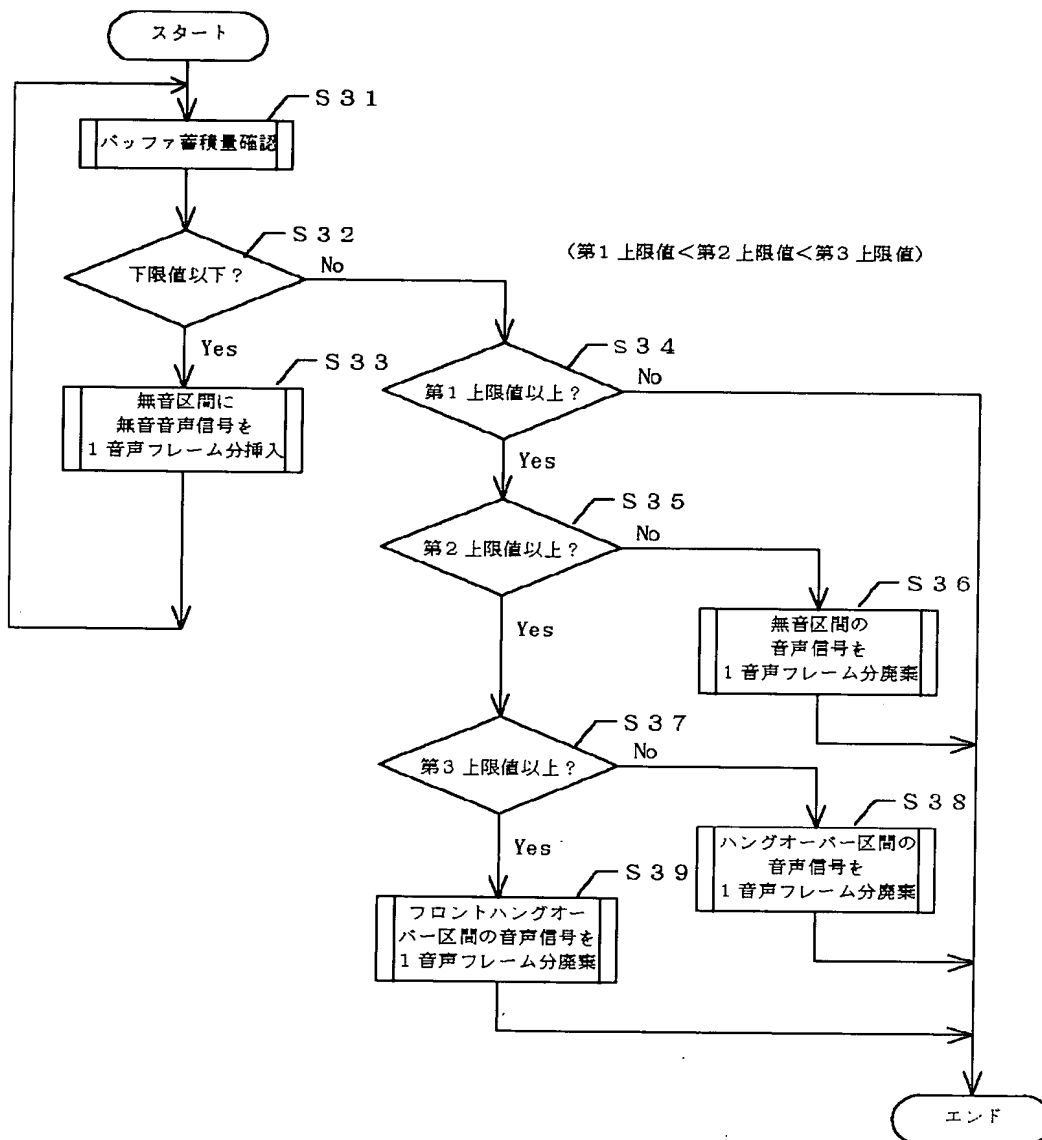 スタート
S31
バッファ蓄積量確認
S32
下限値以下?
No
(第1上限値<第2上限値<第3上限値)
Yes
S33
無音区間に
無音音声信号を
1音声フレーム分挿入
S34
第1上限値以上?
No
Yes
S35
第2上限値以上?
No
Yes
S36
無音区間の
音声信号を
1音声フレーム分廃棄
S37
第3上限値以上?
No
Yes
S38
ハングオーバー区間の
音声信号を
1音声フレーム分廃棄
S39
フロントハングオー
バー区間の音声信号を
1音声フレーム分廃棄
エンド